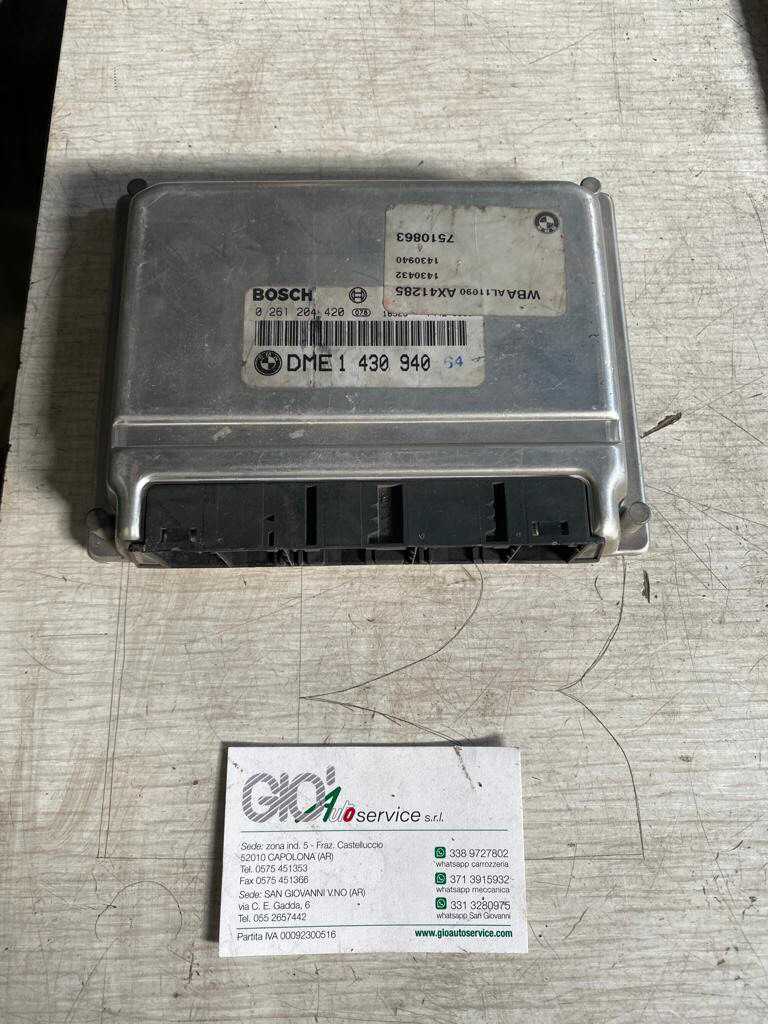 7510863
1430940
1430432
WBAAL11090 AX41285
BOSCH
0 261 204 420 078
DME 1 430 940 64
GIO' Autoservice s.r.l.
Sede: zona ind. 5 - Fraz. Castelluccio
52010 CAPOLONA (AR)
Tel. 0575 451353
Fax 0575 451366
Sede: SAN GIOVANNI V.NO (AR)
via C. E. Gadda, 6
Tel. 055 2657442
Partita IVA 00092300516
338 9727802
whatsapp carrozzeria
371 3915932
whatsapp meccanica
331 3280975
whatsapp San Giovanni
www.gioautoservice.com